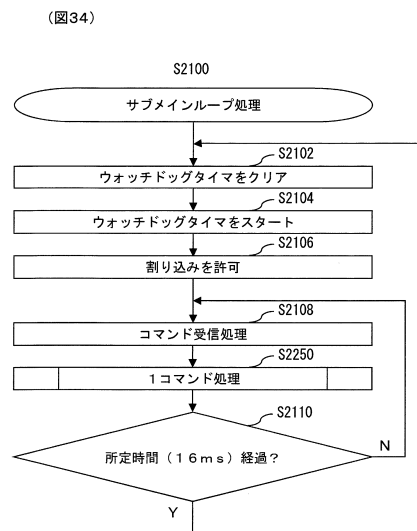 (図34)
S2100
サブメインループ処理
S2102
ウォッチドッグタイマをクリア
S2104
ウォッチドッグタイマをスタート
S2106
割り込みを許可
S2108
コマンド受信処理
S2250
1コマンド処理
S2110
所定時間(16ms)経過?
N
Y